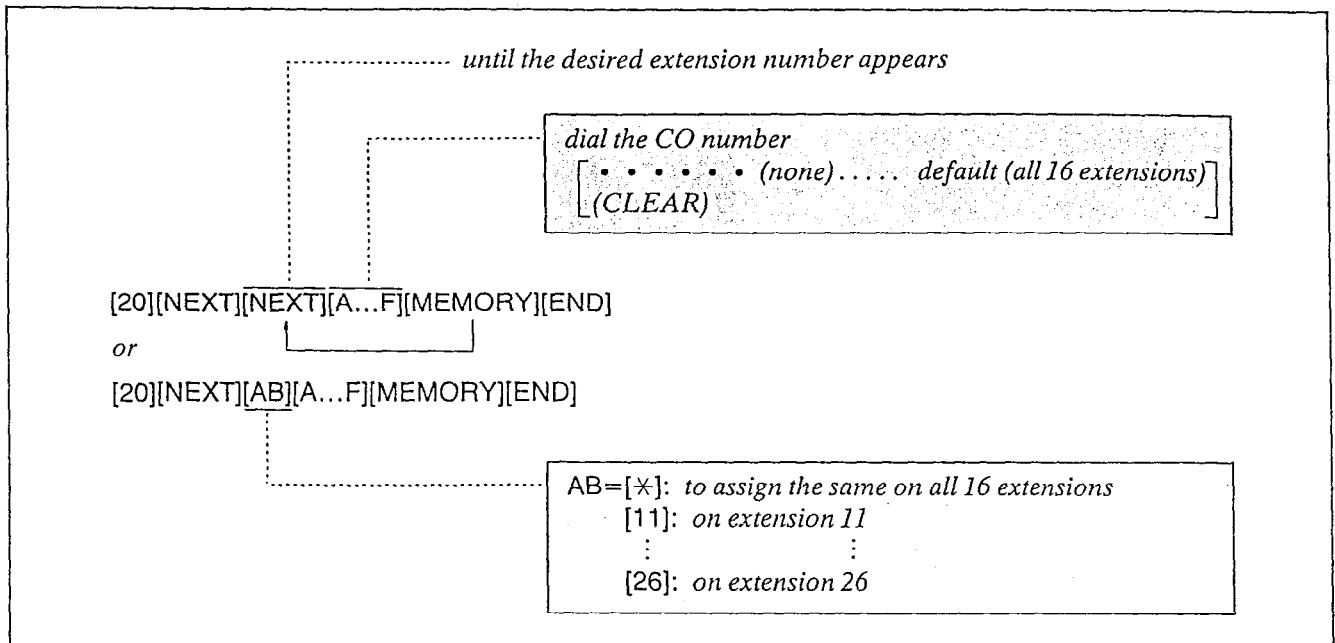 until the desired extension number appears
dial the CO number
[• • • • • • (none) ..... default (all 16 extensions)
(CLEAR)]
[20][NEXT][NEXT][A...F][MEMORY][END]
or
[20][NEXT][AB][A...F][MEMORY][END]
AB=[✕]: to assign the same on all 16 extensions
[11]: on extension 11
⋮ ⋮
[26]: on extension 26